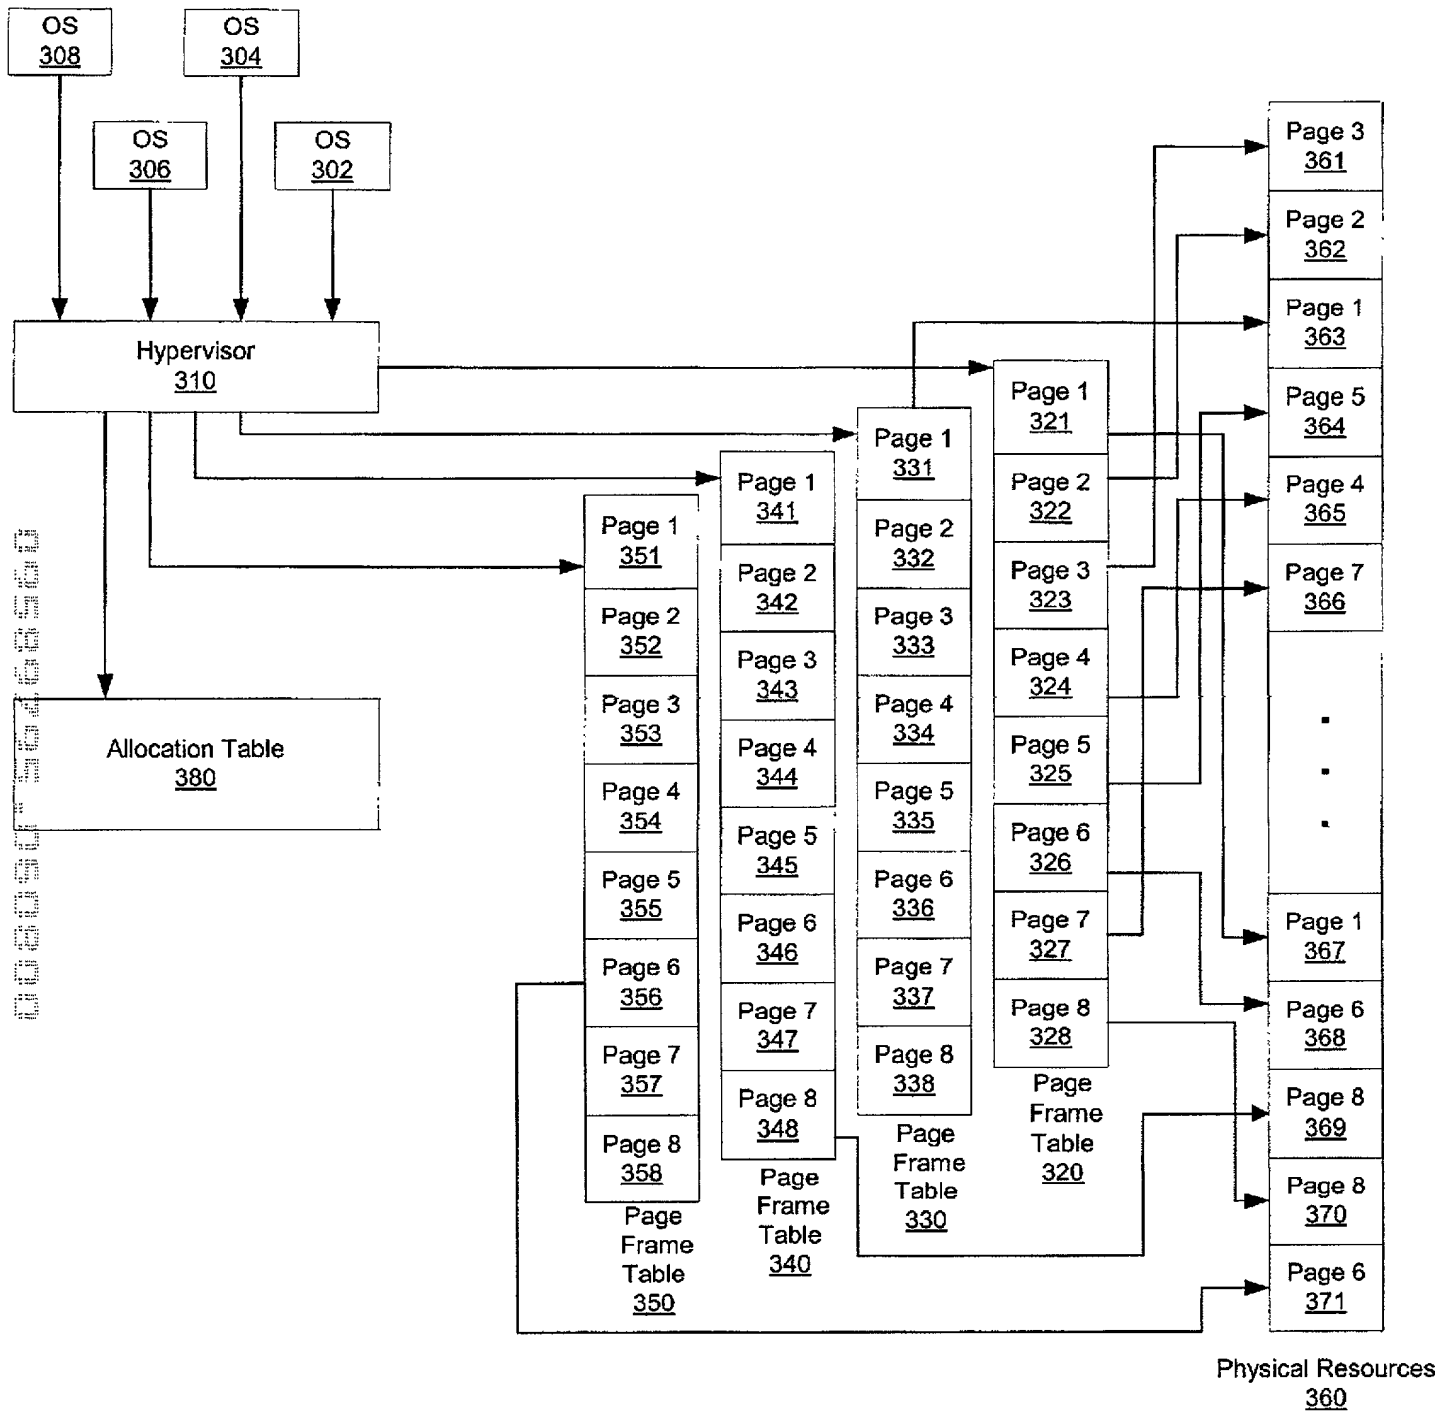 OS
308
OS
304
OS
306
OS
302
Hypervisor
310
Allocation Table
380
Page 1
351
Page 2
352
Page 3
353
Page 4
354
Page 5
355
Page 6
356
Page 7
357
Page 8
358
Page
Frame
Table
350
Page 1
341
Page 2
342
Page 3
343
Page 4
344
Page 5
345
Page 6
346
Page 7
347
Page 8
348
Page
Frame
Table
340
Page 1
331
Page 2
332
Page 3
333
Page 4
334
Page 5
335
Page 6
336
Page 7
337
Page 8
338
Page
Frame
Table
330
Page 1
321
Page 2
322
Page 3
323
Page 4
324
Page 5
325
Page 6
326
Page 7
327
Page 8
328
Page
Frame
Table
320
Page 3
361
Page 2
362
Page 1
363
Page 5
364
Page 4
365
Page 7
366
Page 1
367
Page 6
368
Page 8
369
Page 8
370
Page 6
371
Physical Resources
360